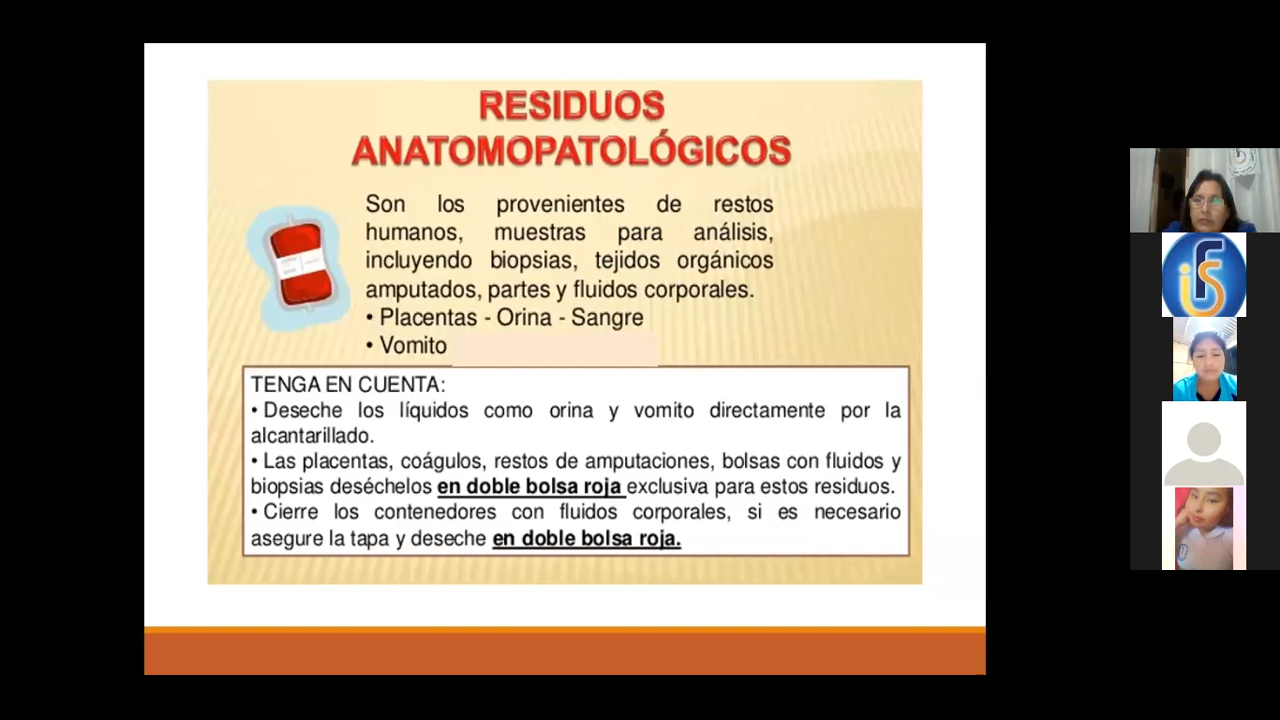 RESIDUOS
ANATOMOPATOLÓGICOS
Son los provenientes de restos
humanos, muestras para análisis,
incluyendo biopsias, tejidos orgánicos
amputados, partes y fluidos corporales.
• Placentas - Orina - Sangre
• Vomito
TENGA EN CUENTA:
• Deseche los líquidos como orina y vomito directamente por la
alcantarillado.
• Las placentas, coágulos, restos de amputaciones, bolsas con fluidos y
biopsias deséchelos en doble bolsa roja exclusiva para estos residuos.
• Cierre los contenedores con fluidos corporales, si es necesario
asegure la tapa y deseche en doble bolsa roja.
iFS